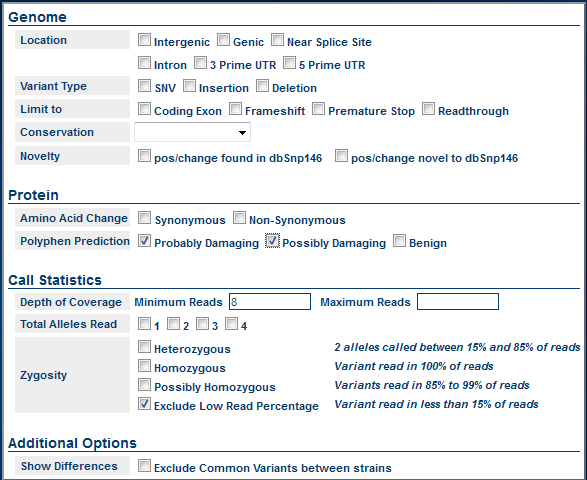 Genome
Location Intergenic Genic Near Splice Site
Intron 3 Prime UTR 5 Prime UTR
Variant Type SNV Insertion Deletion
Limit to Coding Exon Frameshift Premature Stop Readthrough
Conservation
Novelty pos/change found in dbSnp146 pos/change novel to dbSnp146
Protein
Amino Acid Change Synonymous Non-Synonymous
Polyphen Prediction Probably Damaging Possibly Damaging Benign
Call Statistics
Depth of Coverage Minimum Reads 8 Maximum Reads
Total Alleles Read 1 2 3 4
Heterozygous 2 alleles called between 15% and 85% of reads
Zygosity Homozygous Variant read in 100% of reads
Possibly Homozygous Variants read in 85% to 99% of reads
Exclude Low Read Percentage Variant read in less than 15% of reads
Additional Options
Show Differences Exclude Common Variants between strains